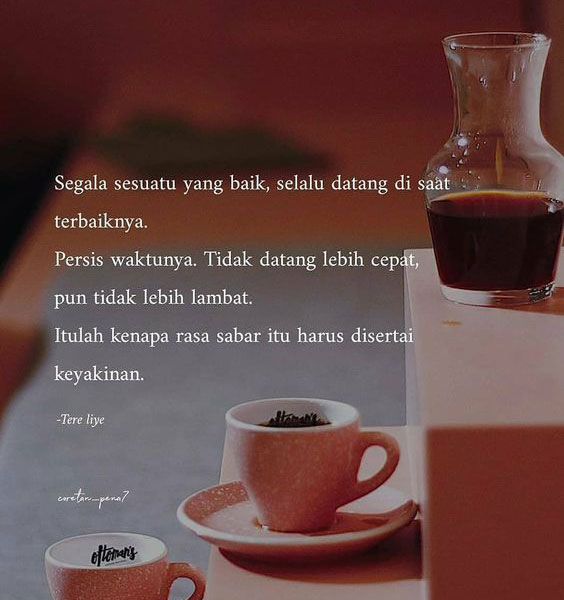 Segala sesuatu yang baik, selalu datang di saat
terbaiknya.
Persis waktunya. Tidak datang lebih cepat,
pun tidak lebih lambat.
Itulah kenapa rasa sabar itu harus disertai
keyakinan.
-Tere liye
coretan_pena7
ottoman's
ottoman's